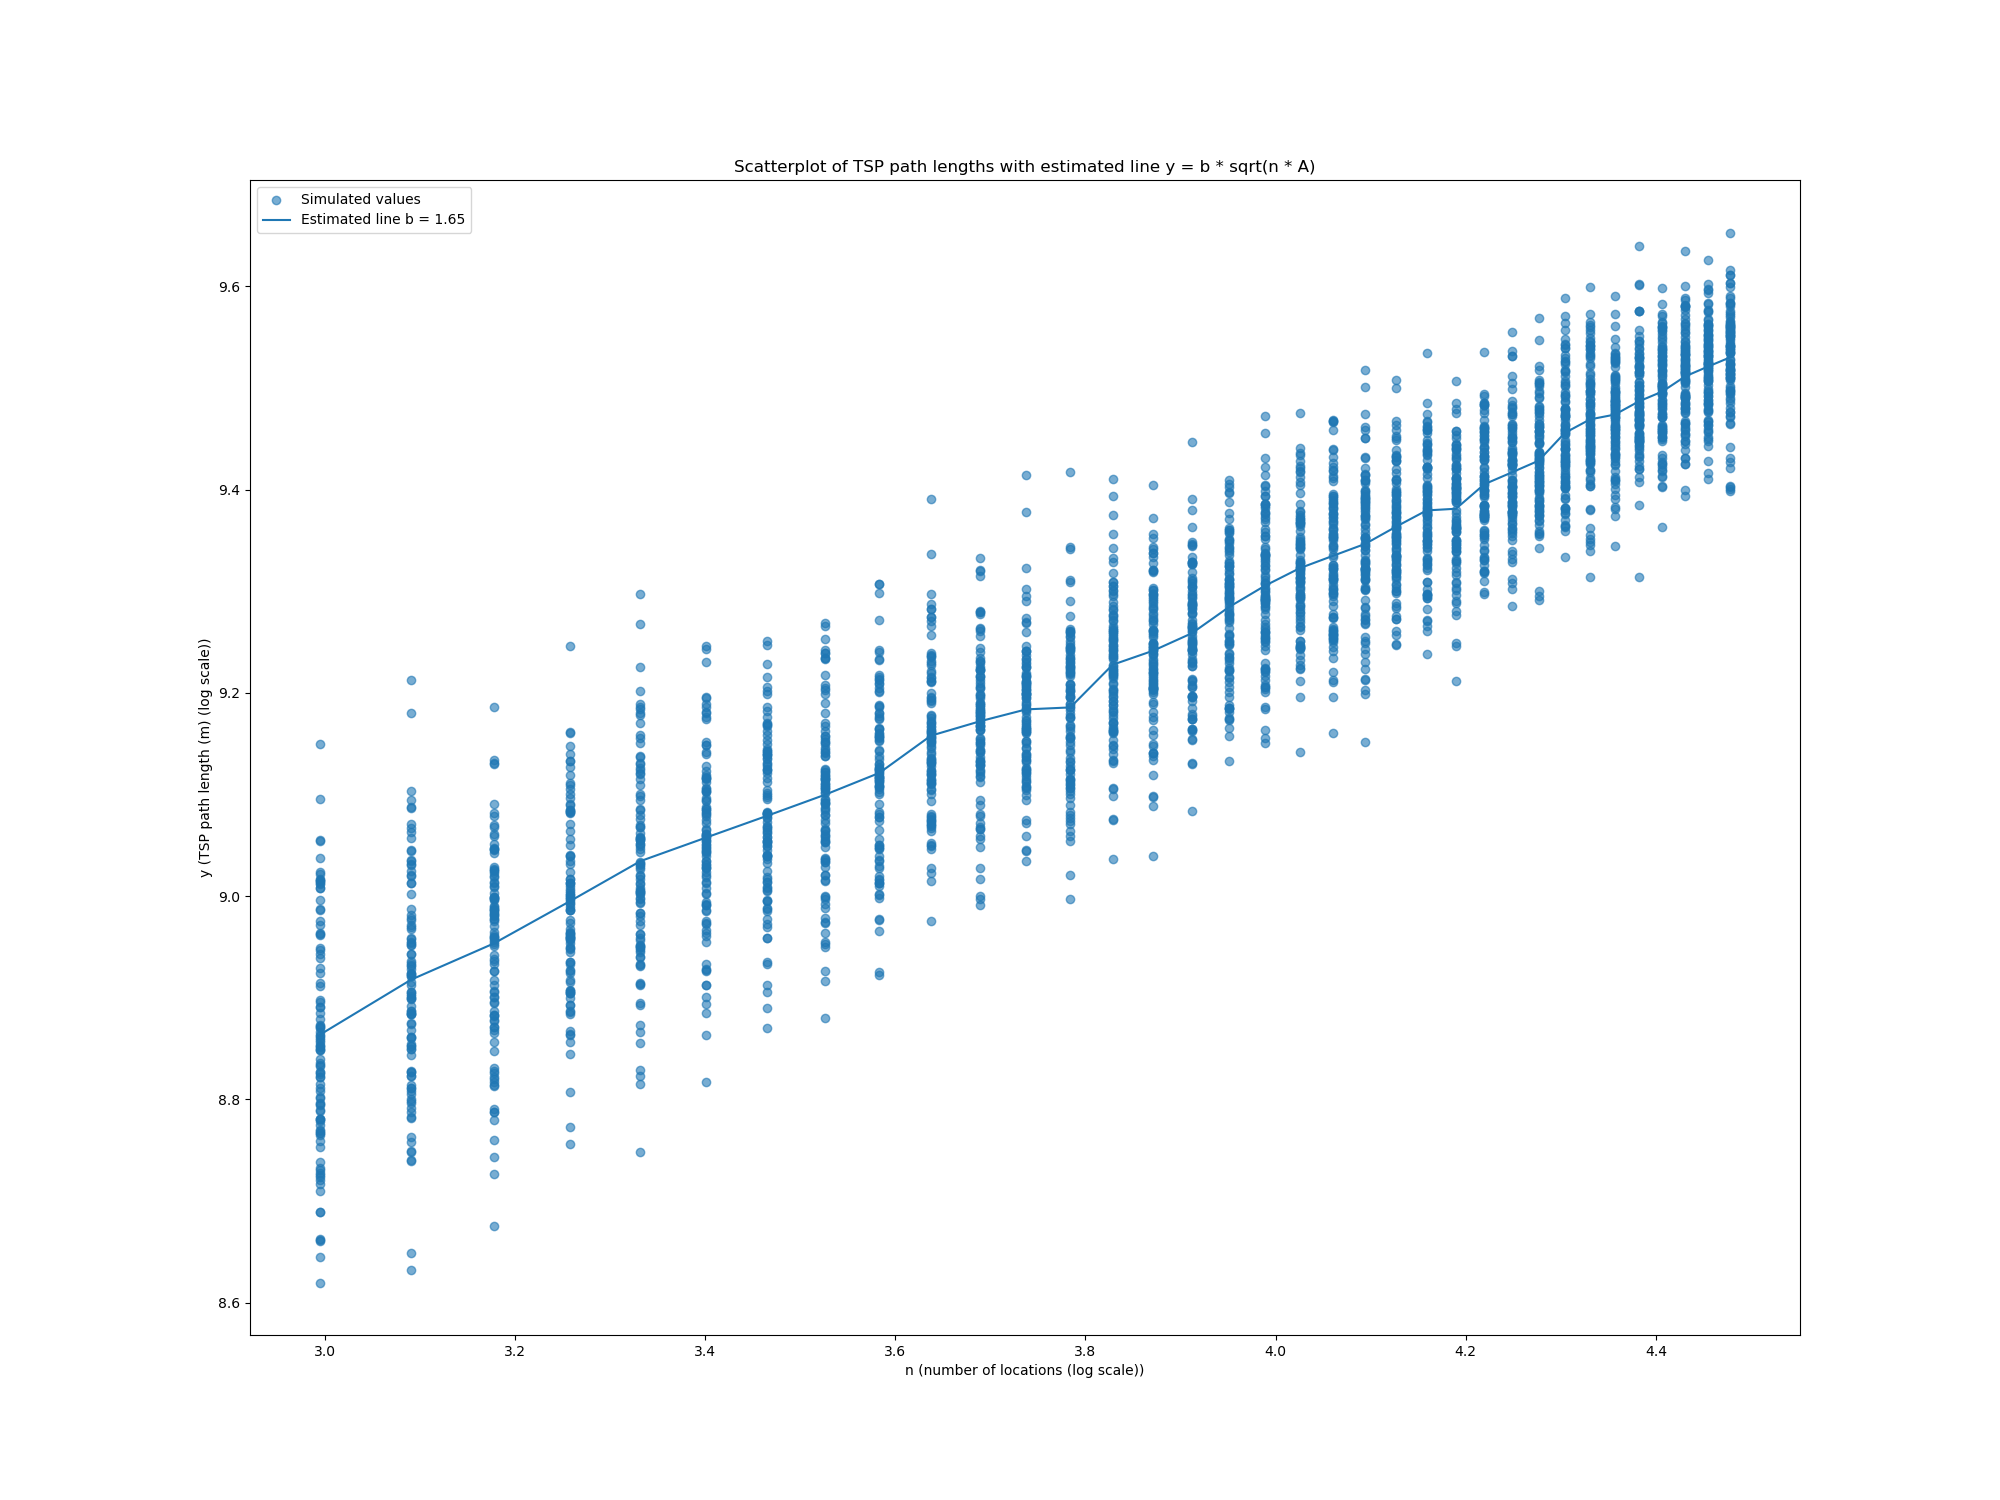 Scatterplot of TSP path lengths with estimated line y = b * sqrt(n * A)
Simulated values
Estimated line b = 1.65
y (TSP path length (m) (log scale))
9.6
9.4
9.2
9.0
8.8
8.6
3.0 3.2 3.4 3.6 3.8 4.0 4.2 4.4
n (number of locations (log scale))